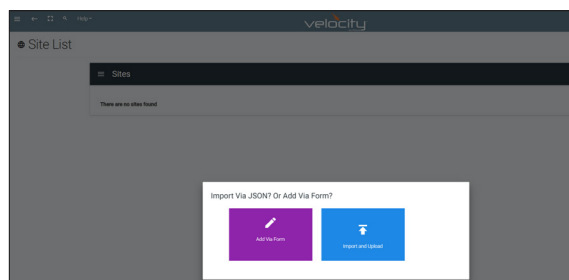 Help
velocity
Site List
Sites
There are no sites found
Import Via JSON? Or Add Via Form?
Add Via Form
Import and Upload